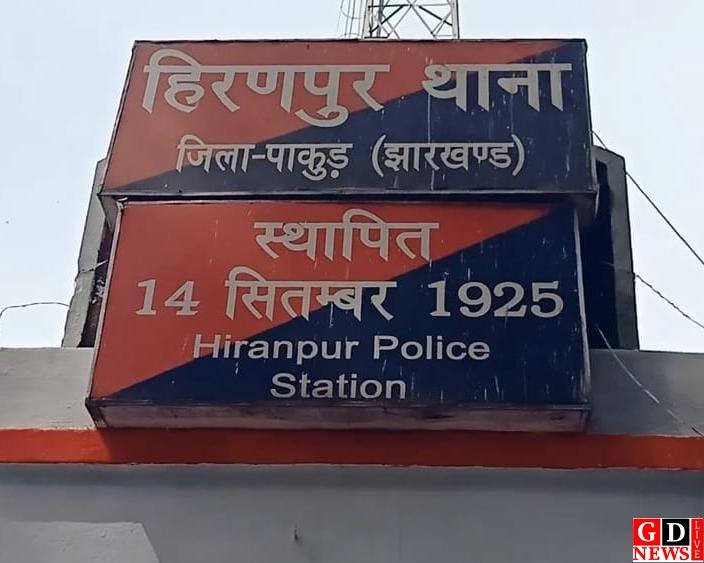 हिरणपुर थाना
जिला-पाकुड़ (झारखण्ड)
स्थापित
14 सितम्बर 1925
Hiranpur Police
Station
GD LIVE
NEWS